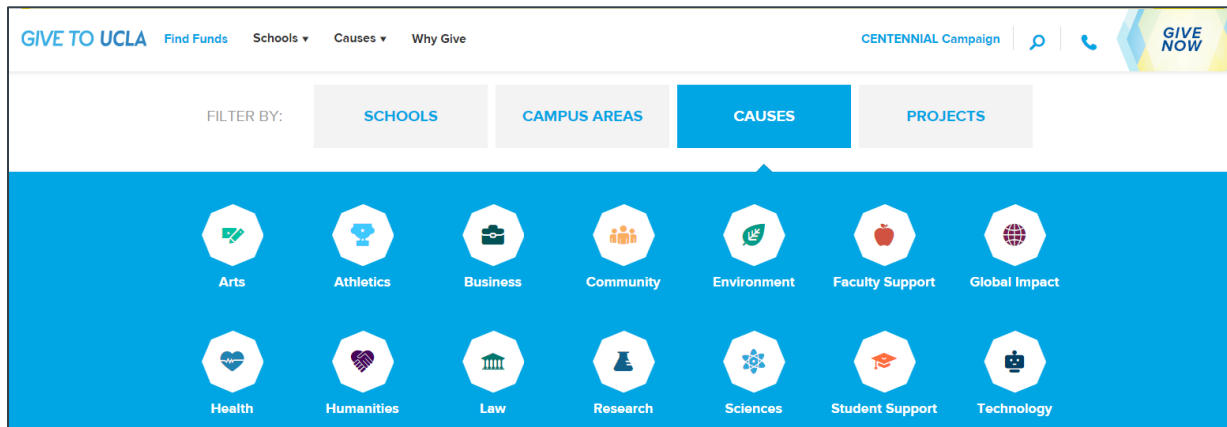 GIVE TO UCLA Find Funds Schools ▾ Causes ▾ Why Give CENTENNIAL Campaign GIVE NOW
FILTER BY: SCHOOLS CAMPUS AREAS CAUSES PROJECTS
Arts Athletics Business Community Environment Faculty Support Global Impact
Health Humanities Law Research Sciences Student Support Technology